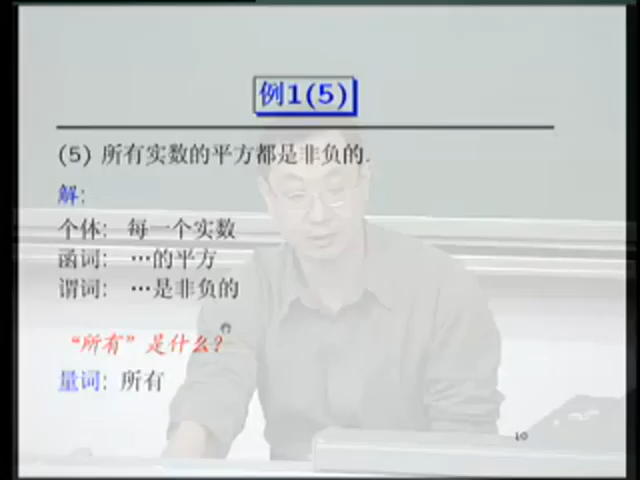 例1(5)
(5) 所有实数的平方都是非负的.
解:
个体: 每一个实数
函词: …的平方
谓词: …是非负的
“所有”是什么?
量词: 所有
10